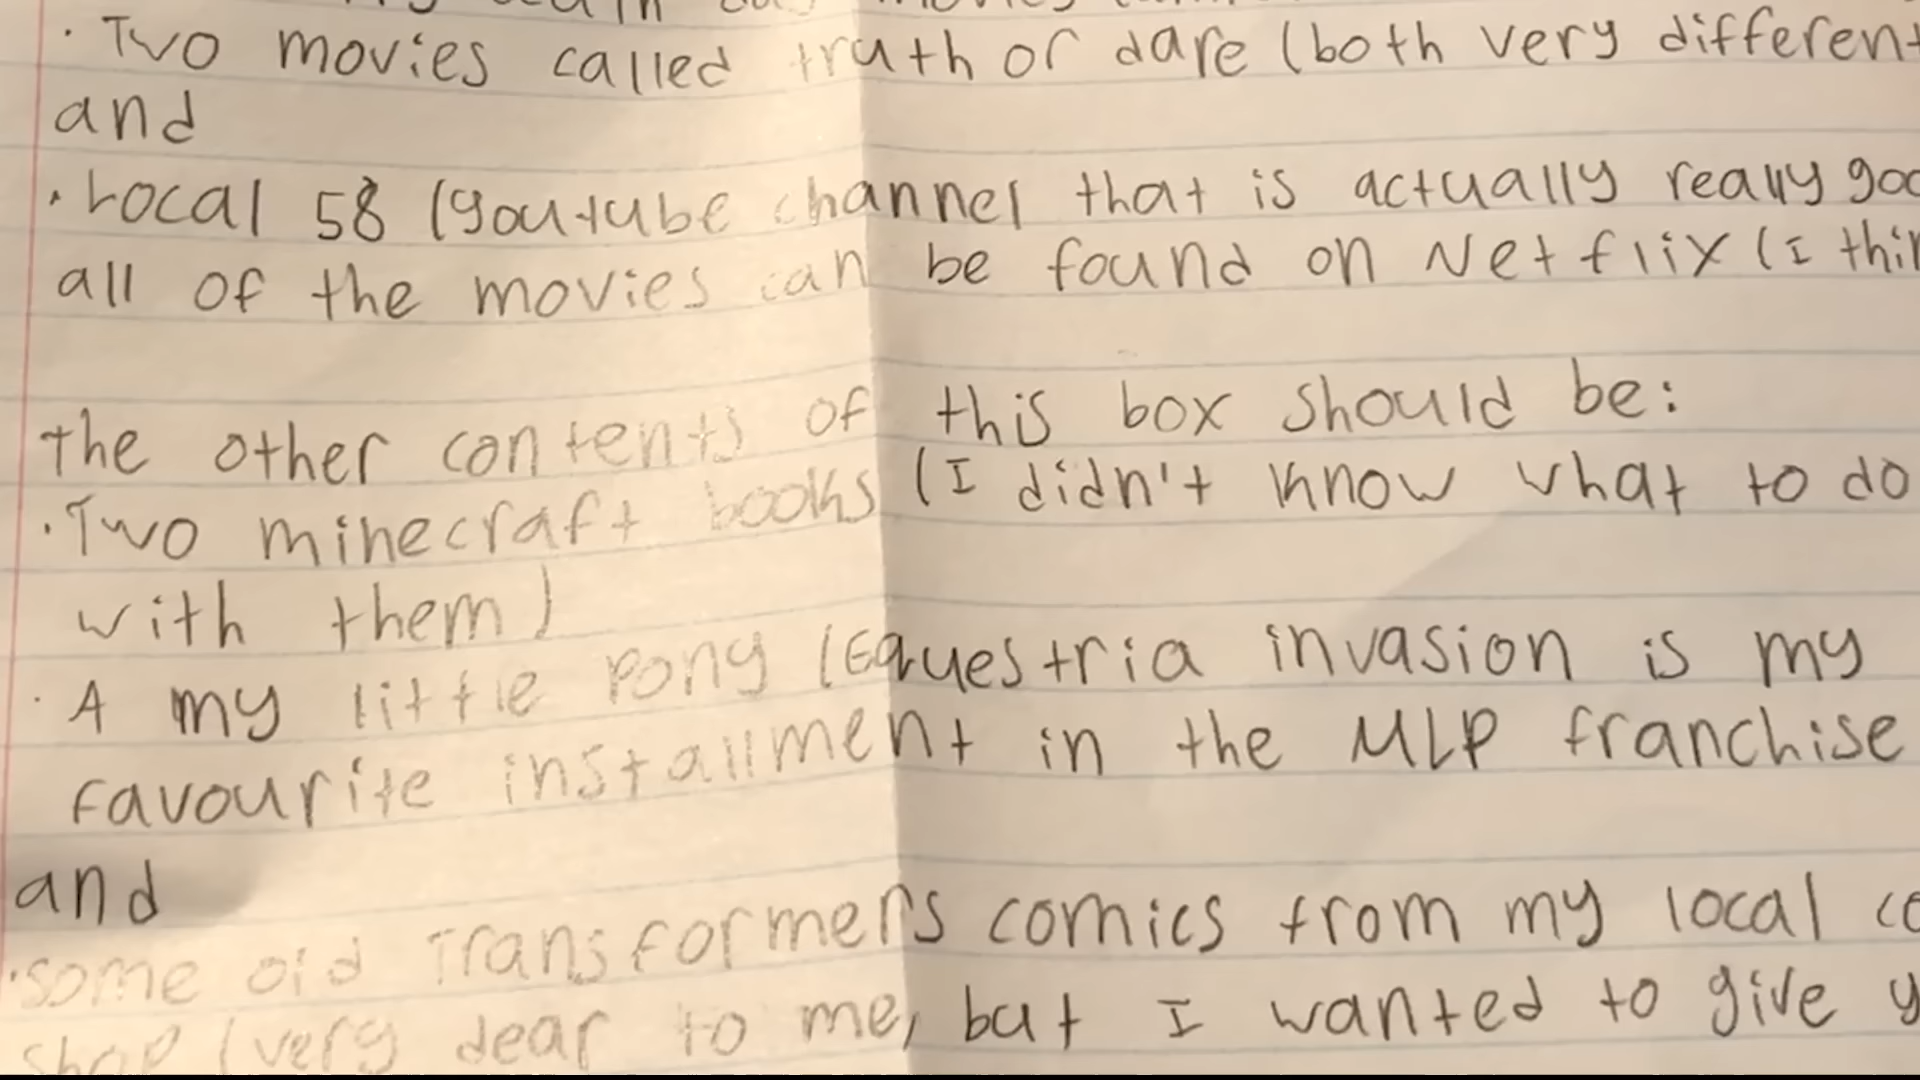 · Two movies called truth or dare (both very different
and
· Local 58 (youtube channel that is actually really goo
all of the movies can be found on Netflix (I thin
the other contents of this box should be:
· Two minecraft books (I didn't know what to do
with them)
· A my little pony (Equestria invasion is my
favourite installment in the MLP franchise
and
· some old Transformers comics from my local co
shop (very dear to me, but I wanted to give y